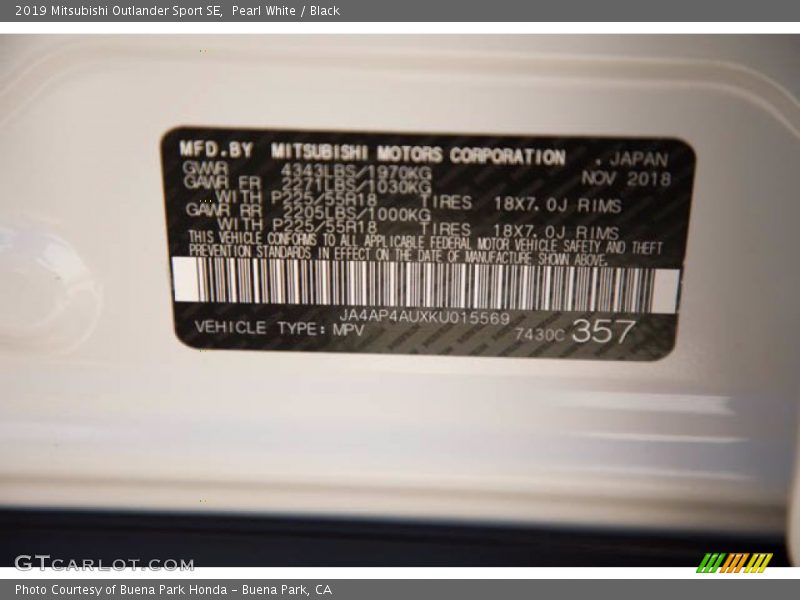 2019 Mitsubishi Outlander Sport SE, Pearl White / Black
MFD.BY MITSUBISHI MOTORS CORPORATION . JAPAN
GVWR 4343LBS/1970KG NOV 2018
GAWR FR 2271LBS/1030KG
WITH P225/55R18 TIRES 18X7.0J RIMS
GAWR RR 2205LBS/1000KG
WITH P225/55R18 TIRES 18X7.0J RIMS
THIS VEHICLE CONFORMS TO ALL APPLICABLE FEDERAL MOTOR VEHICLE SAFETY AND THEFT
PREVENTION STANDARDS IN EFFECT ON THE DATE OF MANUFACTURE SHOWN ABOVE.
JA4AP4AUXKU015569
VEHICLE TYPE: MPV 7430C 357
GTCARLOT.COM
Photo Courtesy of Buena Park Honda - Buena Park, CA